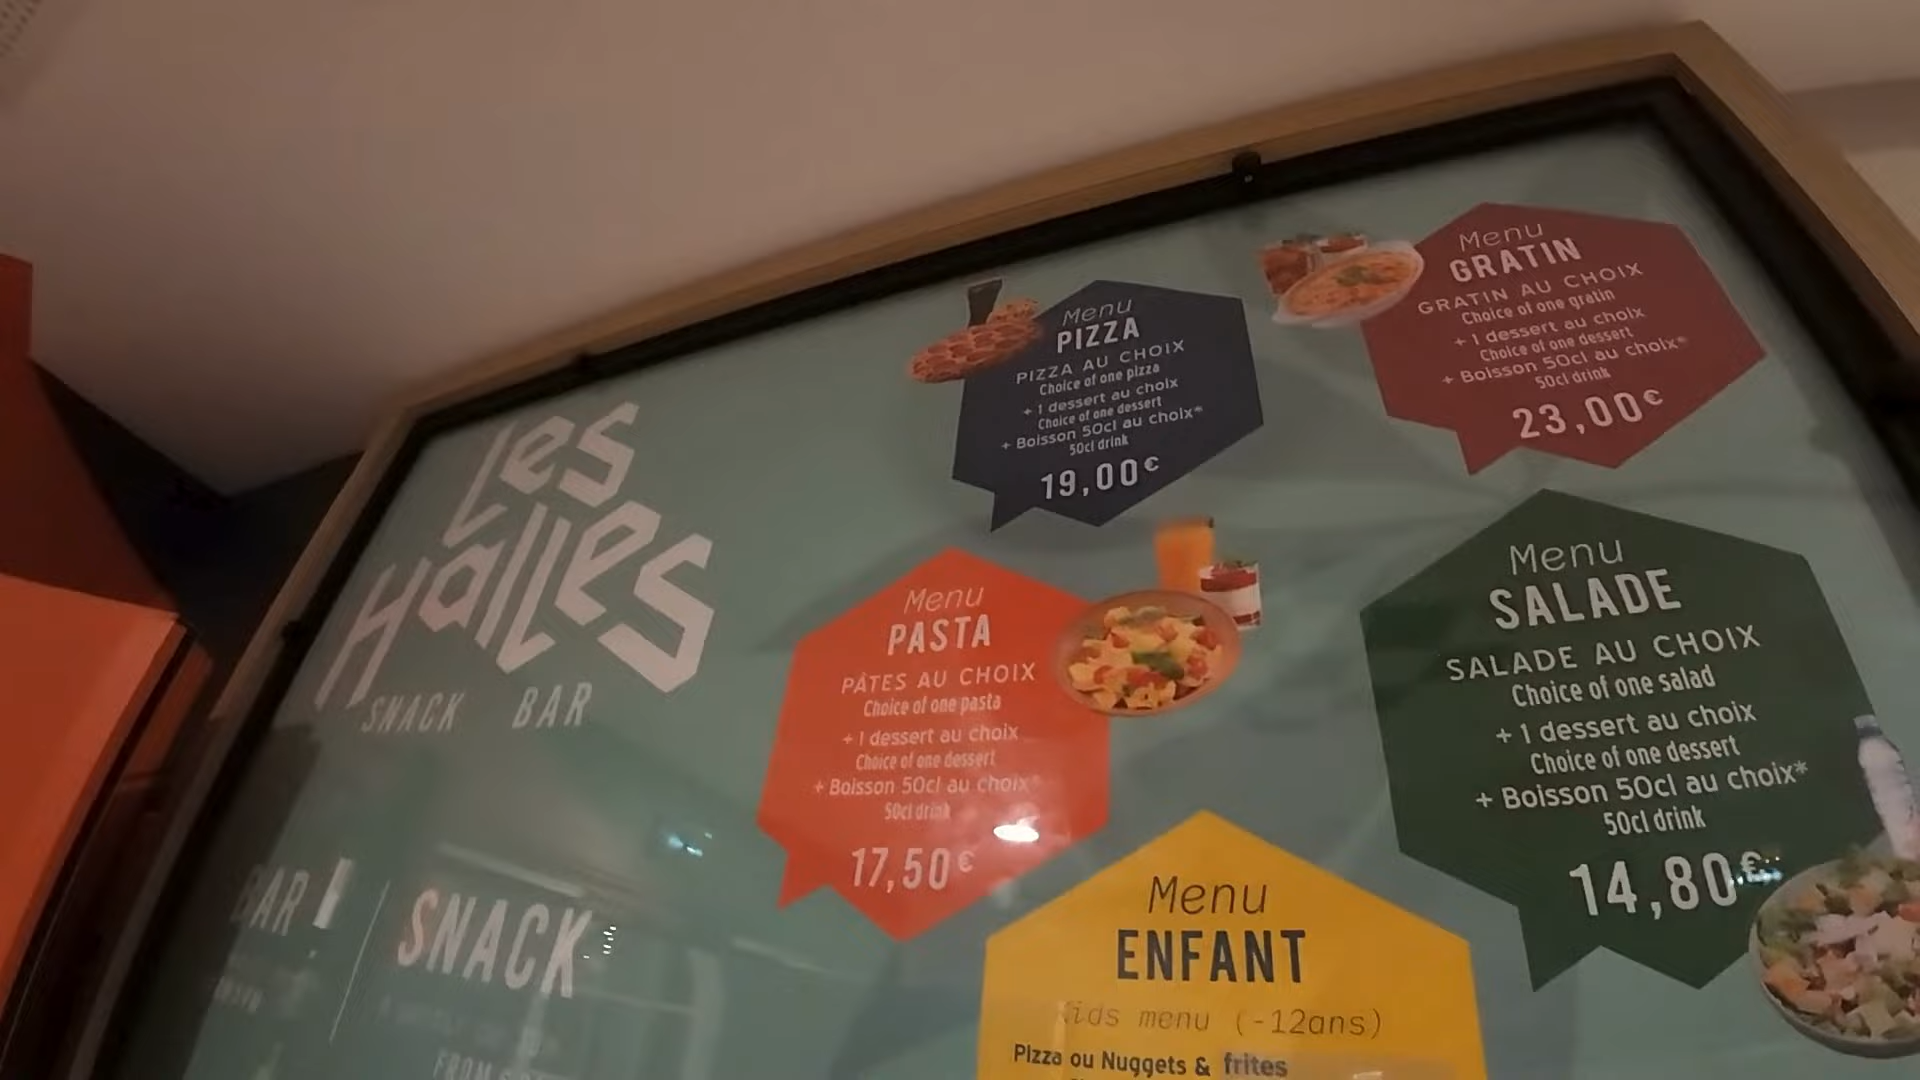 Les
Halles
SNACK BAR
Menu
PIZZA
PIZZA AU CHOIX
Choice of one pizza
+ 1 dessert au choix
Choice of one dessert
+ Boisson 50cl au choix*
50cl drink
19,00€
Menu
GRATIN
GRATIN AU CHOIX
Choice of one gratin
+ 1 dessert au choix
Choice of one dessert
+ Boisson 50cl au choix*
50cl drink
23,00€
Menu
PASTA
PÂTES AU CHOIX
Choice of one pasta
+ 1 dessert au choix
Choice of one dessert
+ Boisson 50cl au choix*
50cl drink
17,50€
Menu
SALADE
SALADE AU CHOIX
Choice of one salad
+ 1 dessert au choix
Choice of one dessert
+ Boisson 50cl au choix*
50cl drink
14,80€
Menu
ENFANT
Kids menu (-12ans)
Pizza ou Nuggets & frites
BAR
SNACK
FROM